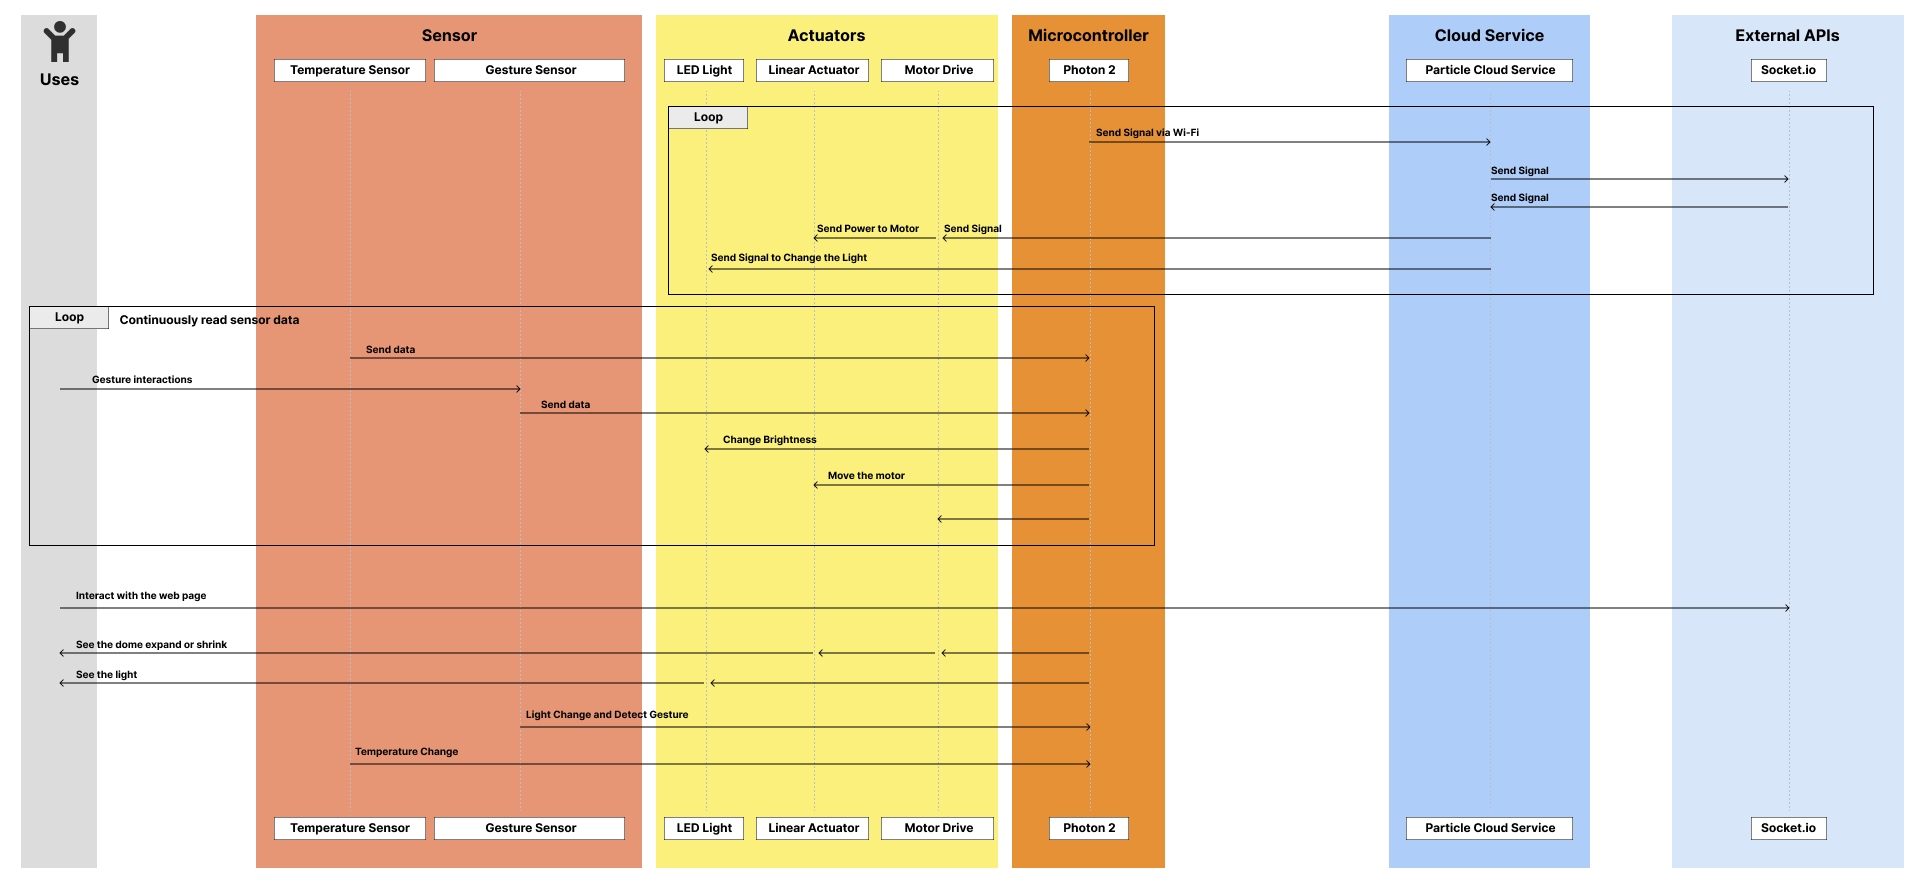 Uses
Sensor
Actuators
Microcontroller
Cloud Service
External APIs
Temperature Sensor
Gesture Sensor
LED Light
Linear Actuator
Motor Drive
Photon 2
Particle Cloud Service
Socket.io
Loop
Send Signal via Wi-Fi
Send Signal
Send Signal
Send Power to Motor
Send Signal
Send Signal to Change the Light
Loop
Continuously read sensor data
Send data
Gesture interactions
Send data
Change Brightness
Move the motor
Interact with the web page
See the dome expand or shrink
See the light
Light Change and Detect Gesture
Temperature Change
Temperature Sensor
Gesture Sensor
LED Light
Linear Actuator
Motor Drive
Photon 2
Particle Cloud Service
Socket.io